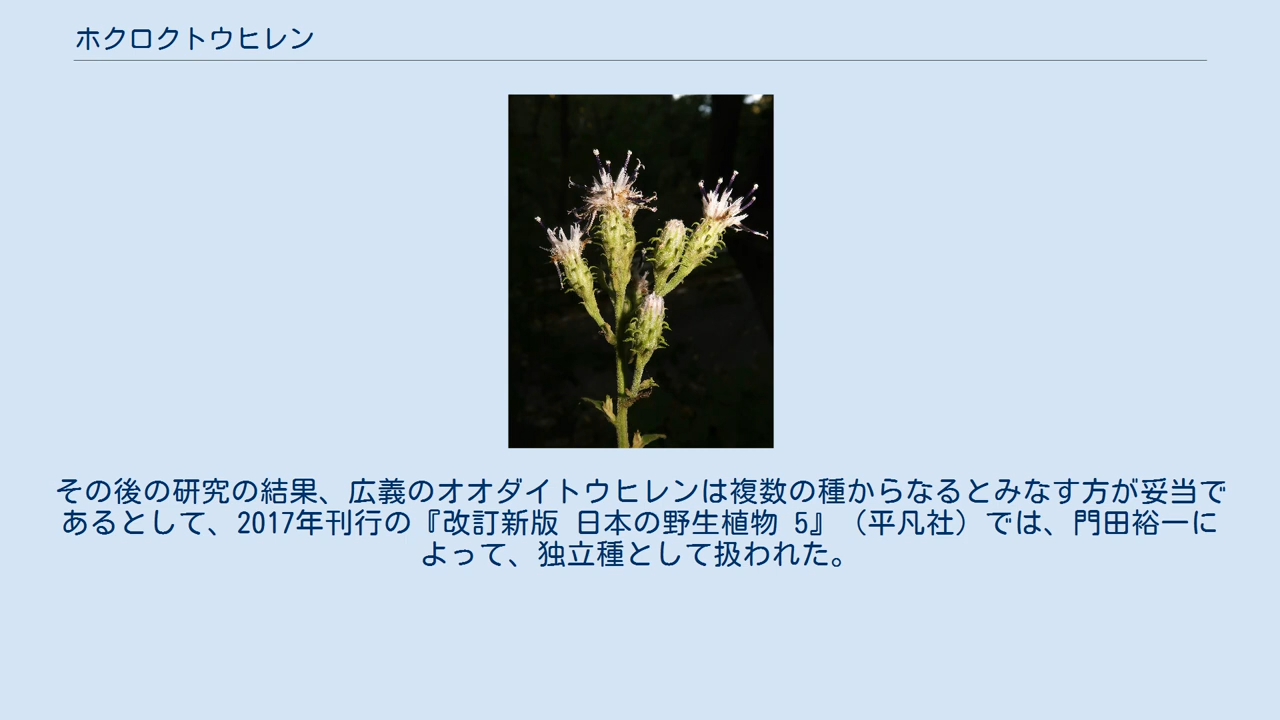 ホクロクトウヒレン
その後の研究の結果、広義のオオダイトウヒレンは複数の種からなるとみなす方が妥当で
あるとして、2017年刊行の『改訂新版 日本の野生植物 5』（平凡社）では、門田裕一に
よって、独立種として扱われた。